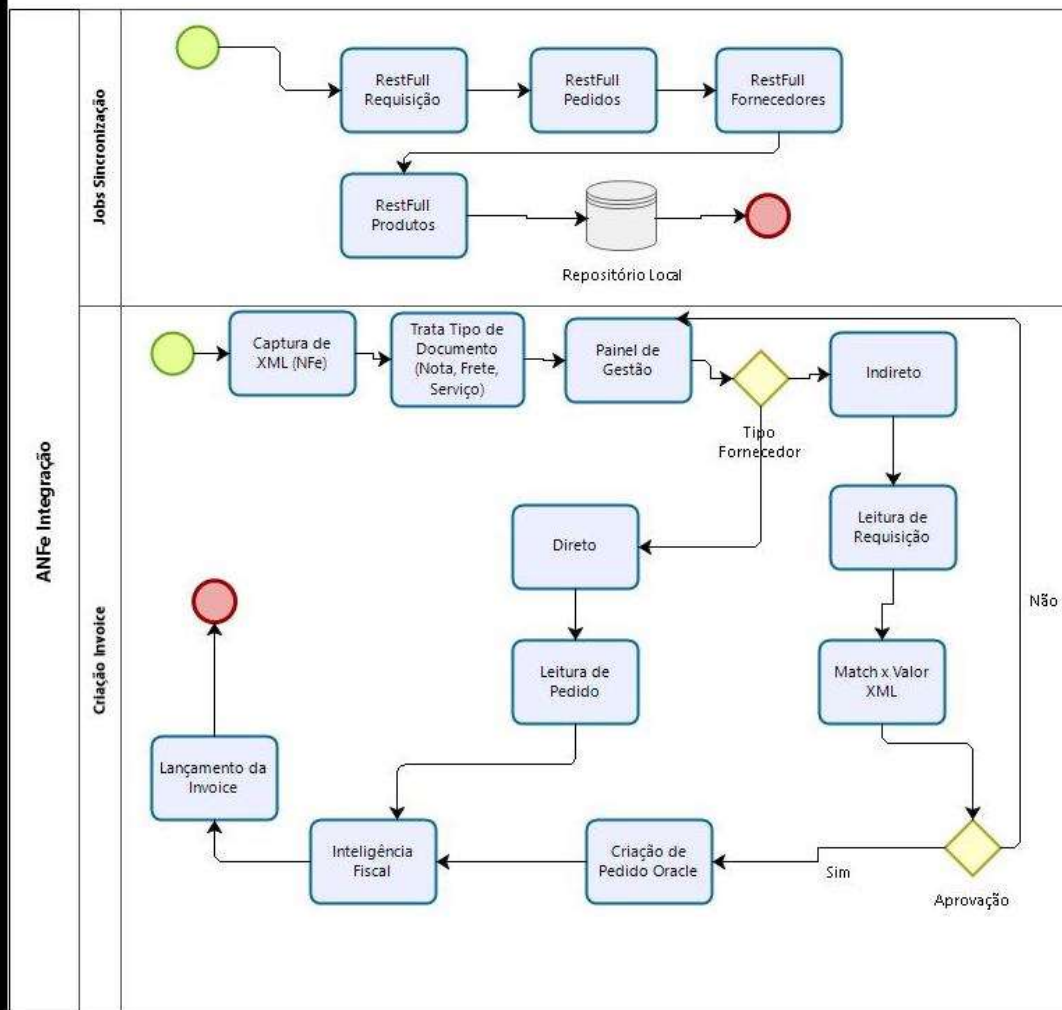 ANFe Integração
Jobs Sincronização
RestFull
Requisição
RestFull
Pedidos
RestFull
Fornecedores
RestFull
Produtos
Repositório Local
Criação Invoice
Captura de
XML (NFe)
Trata Tipo de
Documento
(Nota, Frete,
Serviço)
Painel de
Gestão
Tipo
Fornecedor
Indireto
Leitura de
Requisição
Direto
Não
Leitura de
Pedido
Match x Valor
XML
Lançamento da
Invoice
Inteligência
Fiscal
Criação de
Pedido Oracle
Sim
Aprovação